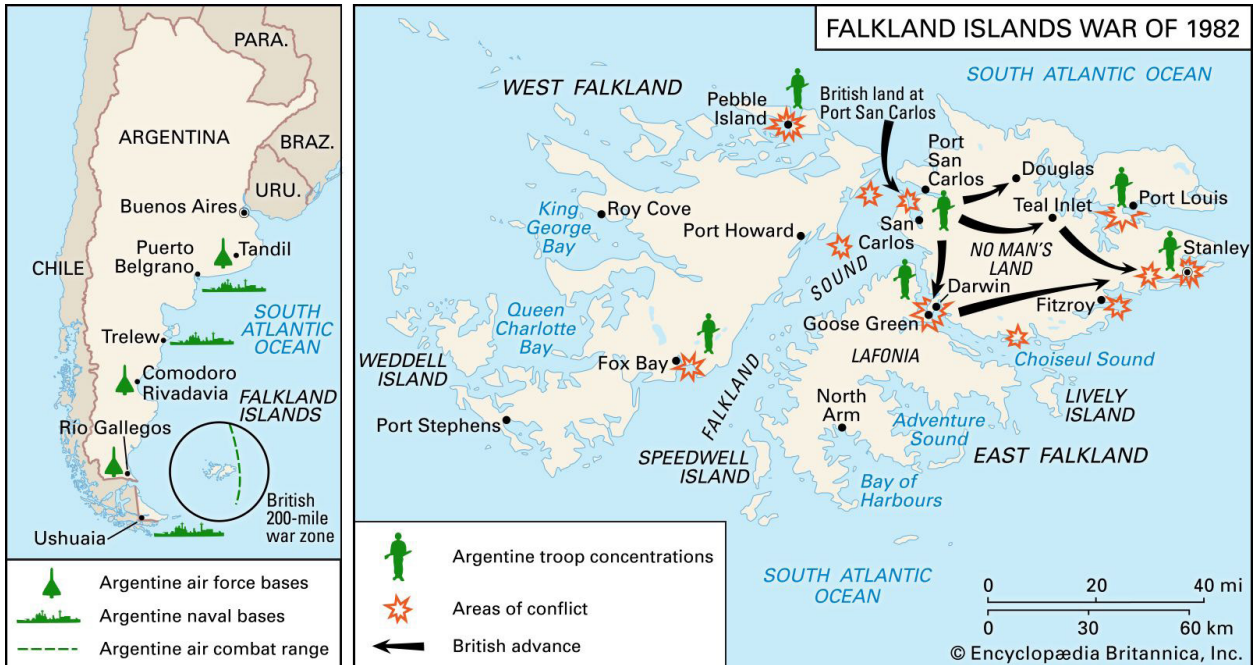 PARA.
ARGENTINA
BRAZ.
URU.
Buenos Aires
Puerto
Belgrano
Tandil
CHILE
SOUTH
ATLANTIC
OCEAN
Trelew
Comodoro
Rivadavia
FALKLAND
ISLANDS
Río Gallegos
British
200-mile
war zone
Ushuaia
Argentine air force bases
Argentine naval bases
Argentine air combat range
FALKLAND ISLANDS WAR OF 1982
SOUTH ATLANTIC
OCEAN
WEST FALKLAND
Pebble
Island
British land at
Port San Carlos
Port
San
Carlos
Douglas
Teal Inlet
Port Louis
King
George
Bay
Roy Cove
Port Howard
San
Carlos
NO MAN'S
LAND
Stanley
FALKLAND SOUND
Darwin
Goose Green
Fitzroy
Queen
Charlotte
Bay
LAFONIA
Choiseul Sound
WEDDELL
ISLAND
Fox Bay
LIVELY
ISLAND
Port Stephens
North
Arm
Adventure
Sound
SPEEDWELL
ISLAND
EAST FALKLAND
Bay of
Harbours
Argentine troop concentrations
Areas of conflict
British advance
SOUTH ATLANTIC
OCEAN
0 20 40 mi
0 30 60 km
© Encyclopædia Britannica, Inc.